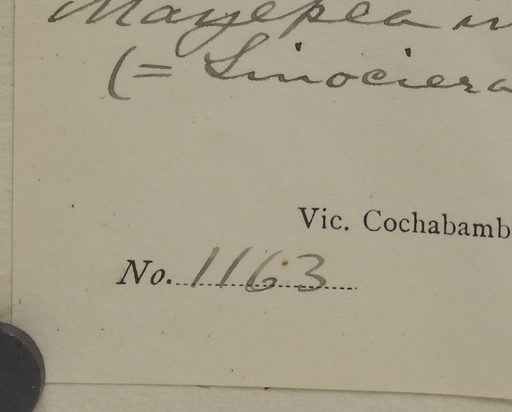 Mayepea
(= Linociera
Vic. Cochabamb
No. 1163